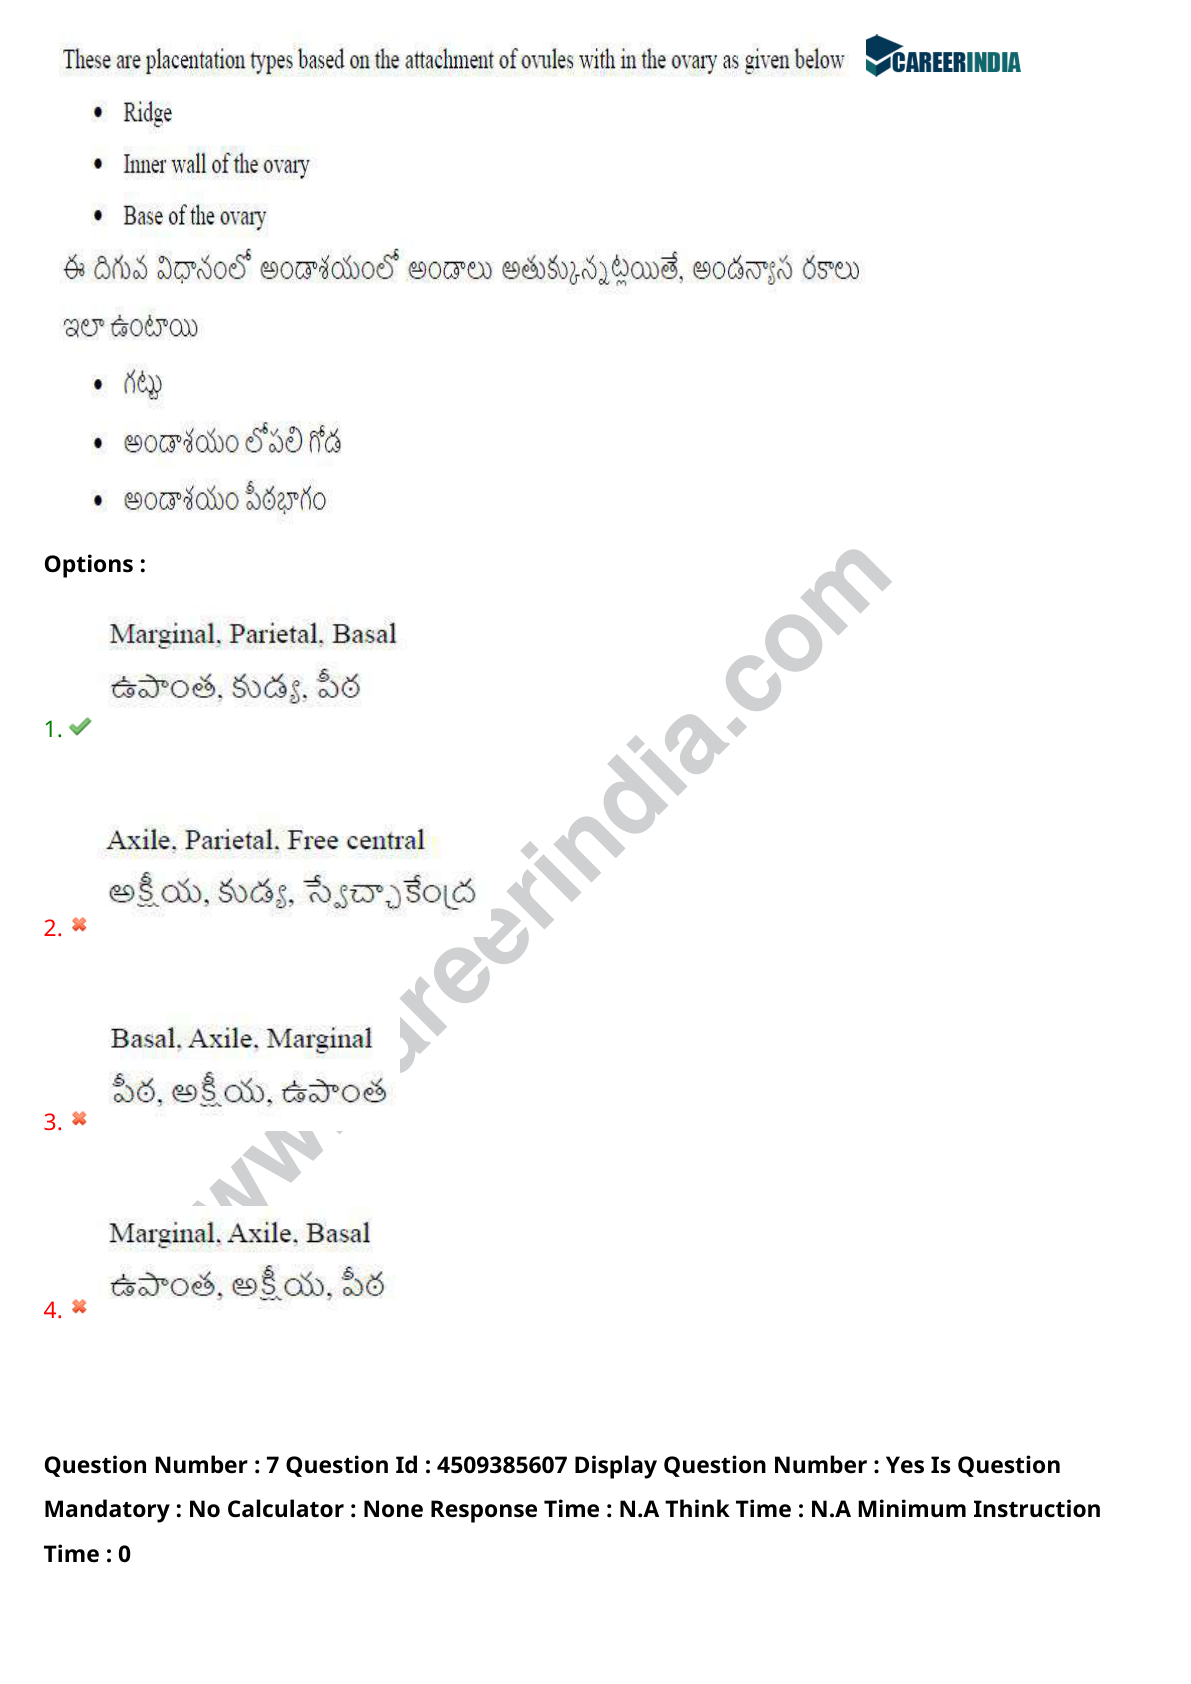 These are placentation types based on the attachment of ovules with in the ovary as given below
CAREERINDIA
• Ridge
• Inner wall of the ovary
• Base of the ovary
ఈ దిగువ విధానంలో అండాశయంలో అండాలు అతుక్కున్నట్లయితే, అండన్యాస రకాలు
ఇలా ఉంటాయి
• గట్టు
• అండాశయం లోపలి గోడ
• అండాశయం పీఠభాగం
Options :
Marginal, Parietal, Basal
ఉపాంత, కుడ్య, పీఠ
1.
Axile, Parietal, Free central
అక్షీయ, కుడ్య, స్వేచ్ఛాకేంద్ర
2.
Basal, Axile, Marginal
పీఠ, అక్షీయ, ఉపాంత
3.
Marginal, Axile, Basal
ఉపాంత, అక్షీయ, పీఠ
4.
Question Number : 7 Question Id : 4509385607 Display Question Number : Yes Is Question
Mandatory : No Calculator : None Response Time : N.A Think Time : N.A Minimum Instruction
Time : 0